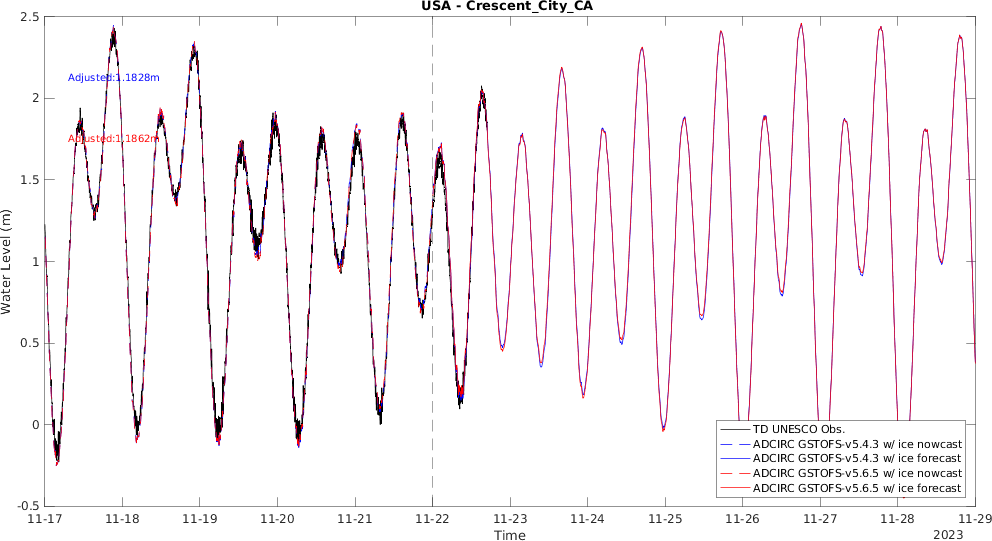 USA - Crescent_City_CA
2.5
2
1.5
1
0.5
0
-0.5
Water Level (m)
Adjusted:1.1828m
Adjusted:1.1862m
TD UNESCO Obs.
ADCIRC GSTOFS-v5.4.3 w/ ice nowcast
ADCIRC GSTOFS-v5.4.3 w/ ice forecast
ADCIRC GSTOFS-v5.6.5 w/ ice nowcast
ADCIRC GSTOFS-v5.6.5 w/ ice forecast
11-17 11-18 11-19 11-20 11-21 11-22 11-23 11-24 11-25 11-26 11-27 11-28 11-29
Time
2023